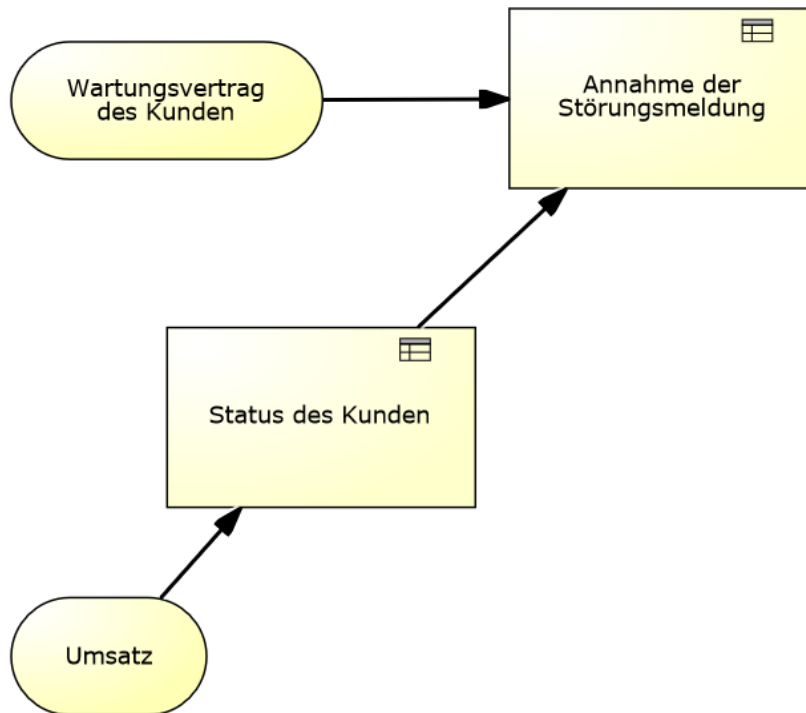 Wartungsvertrag
des Kunden
Annahme der
Störungsmeldung
Status des Kunden
Umsatz